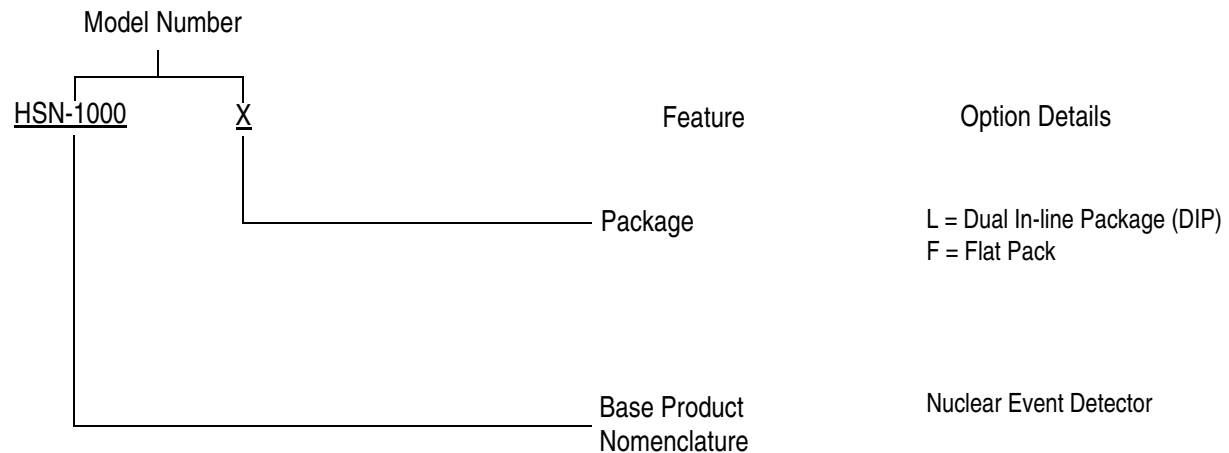 Model Number
HSN-1000 X
Feature Option Details
Package L = Dual In-line Package (DIP)
F = Flat Pack
Base Product Nuclear Event Detector
Nomenclature